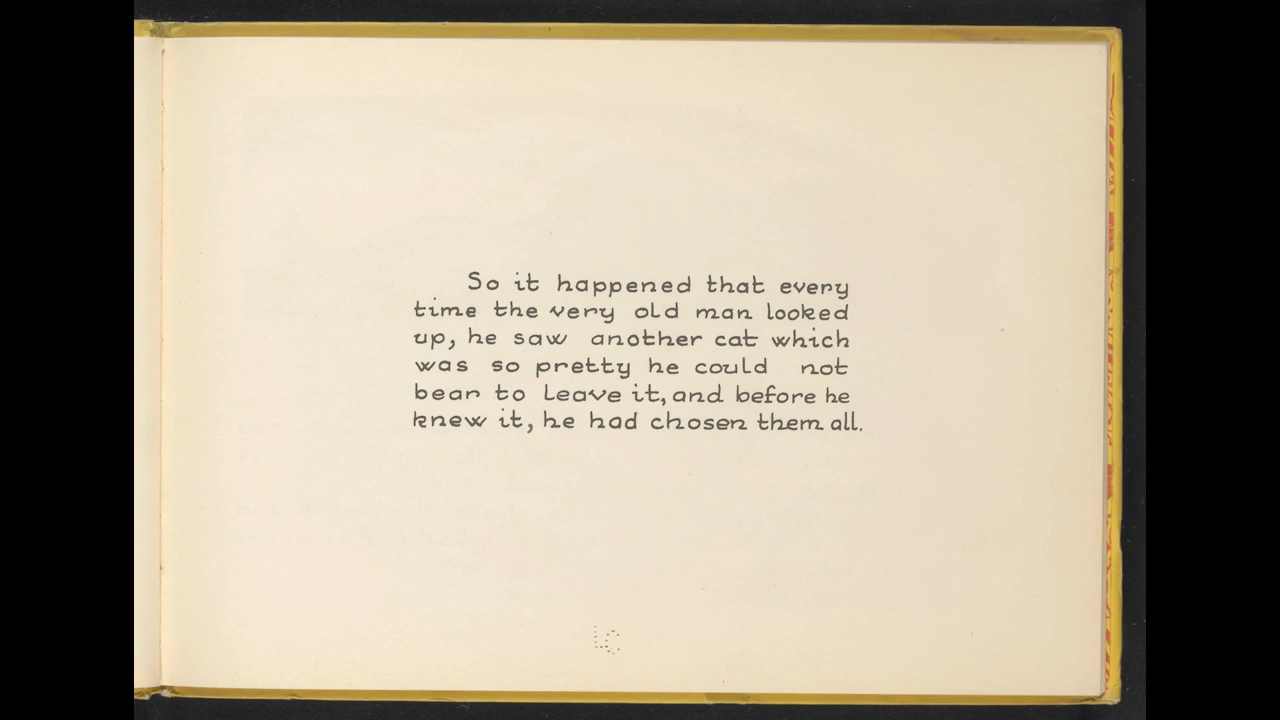 So it happened that every
time the very old man looked
up, he saw another cat which
was so pretty he could not
bear to leave it, and before he
knew it, he had chosen them all.
LC